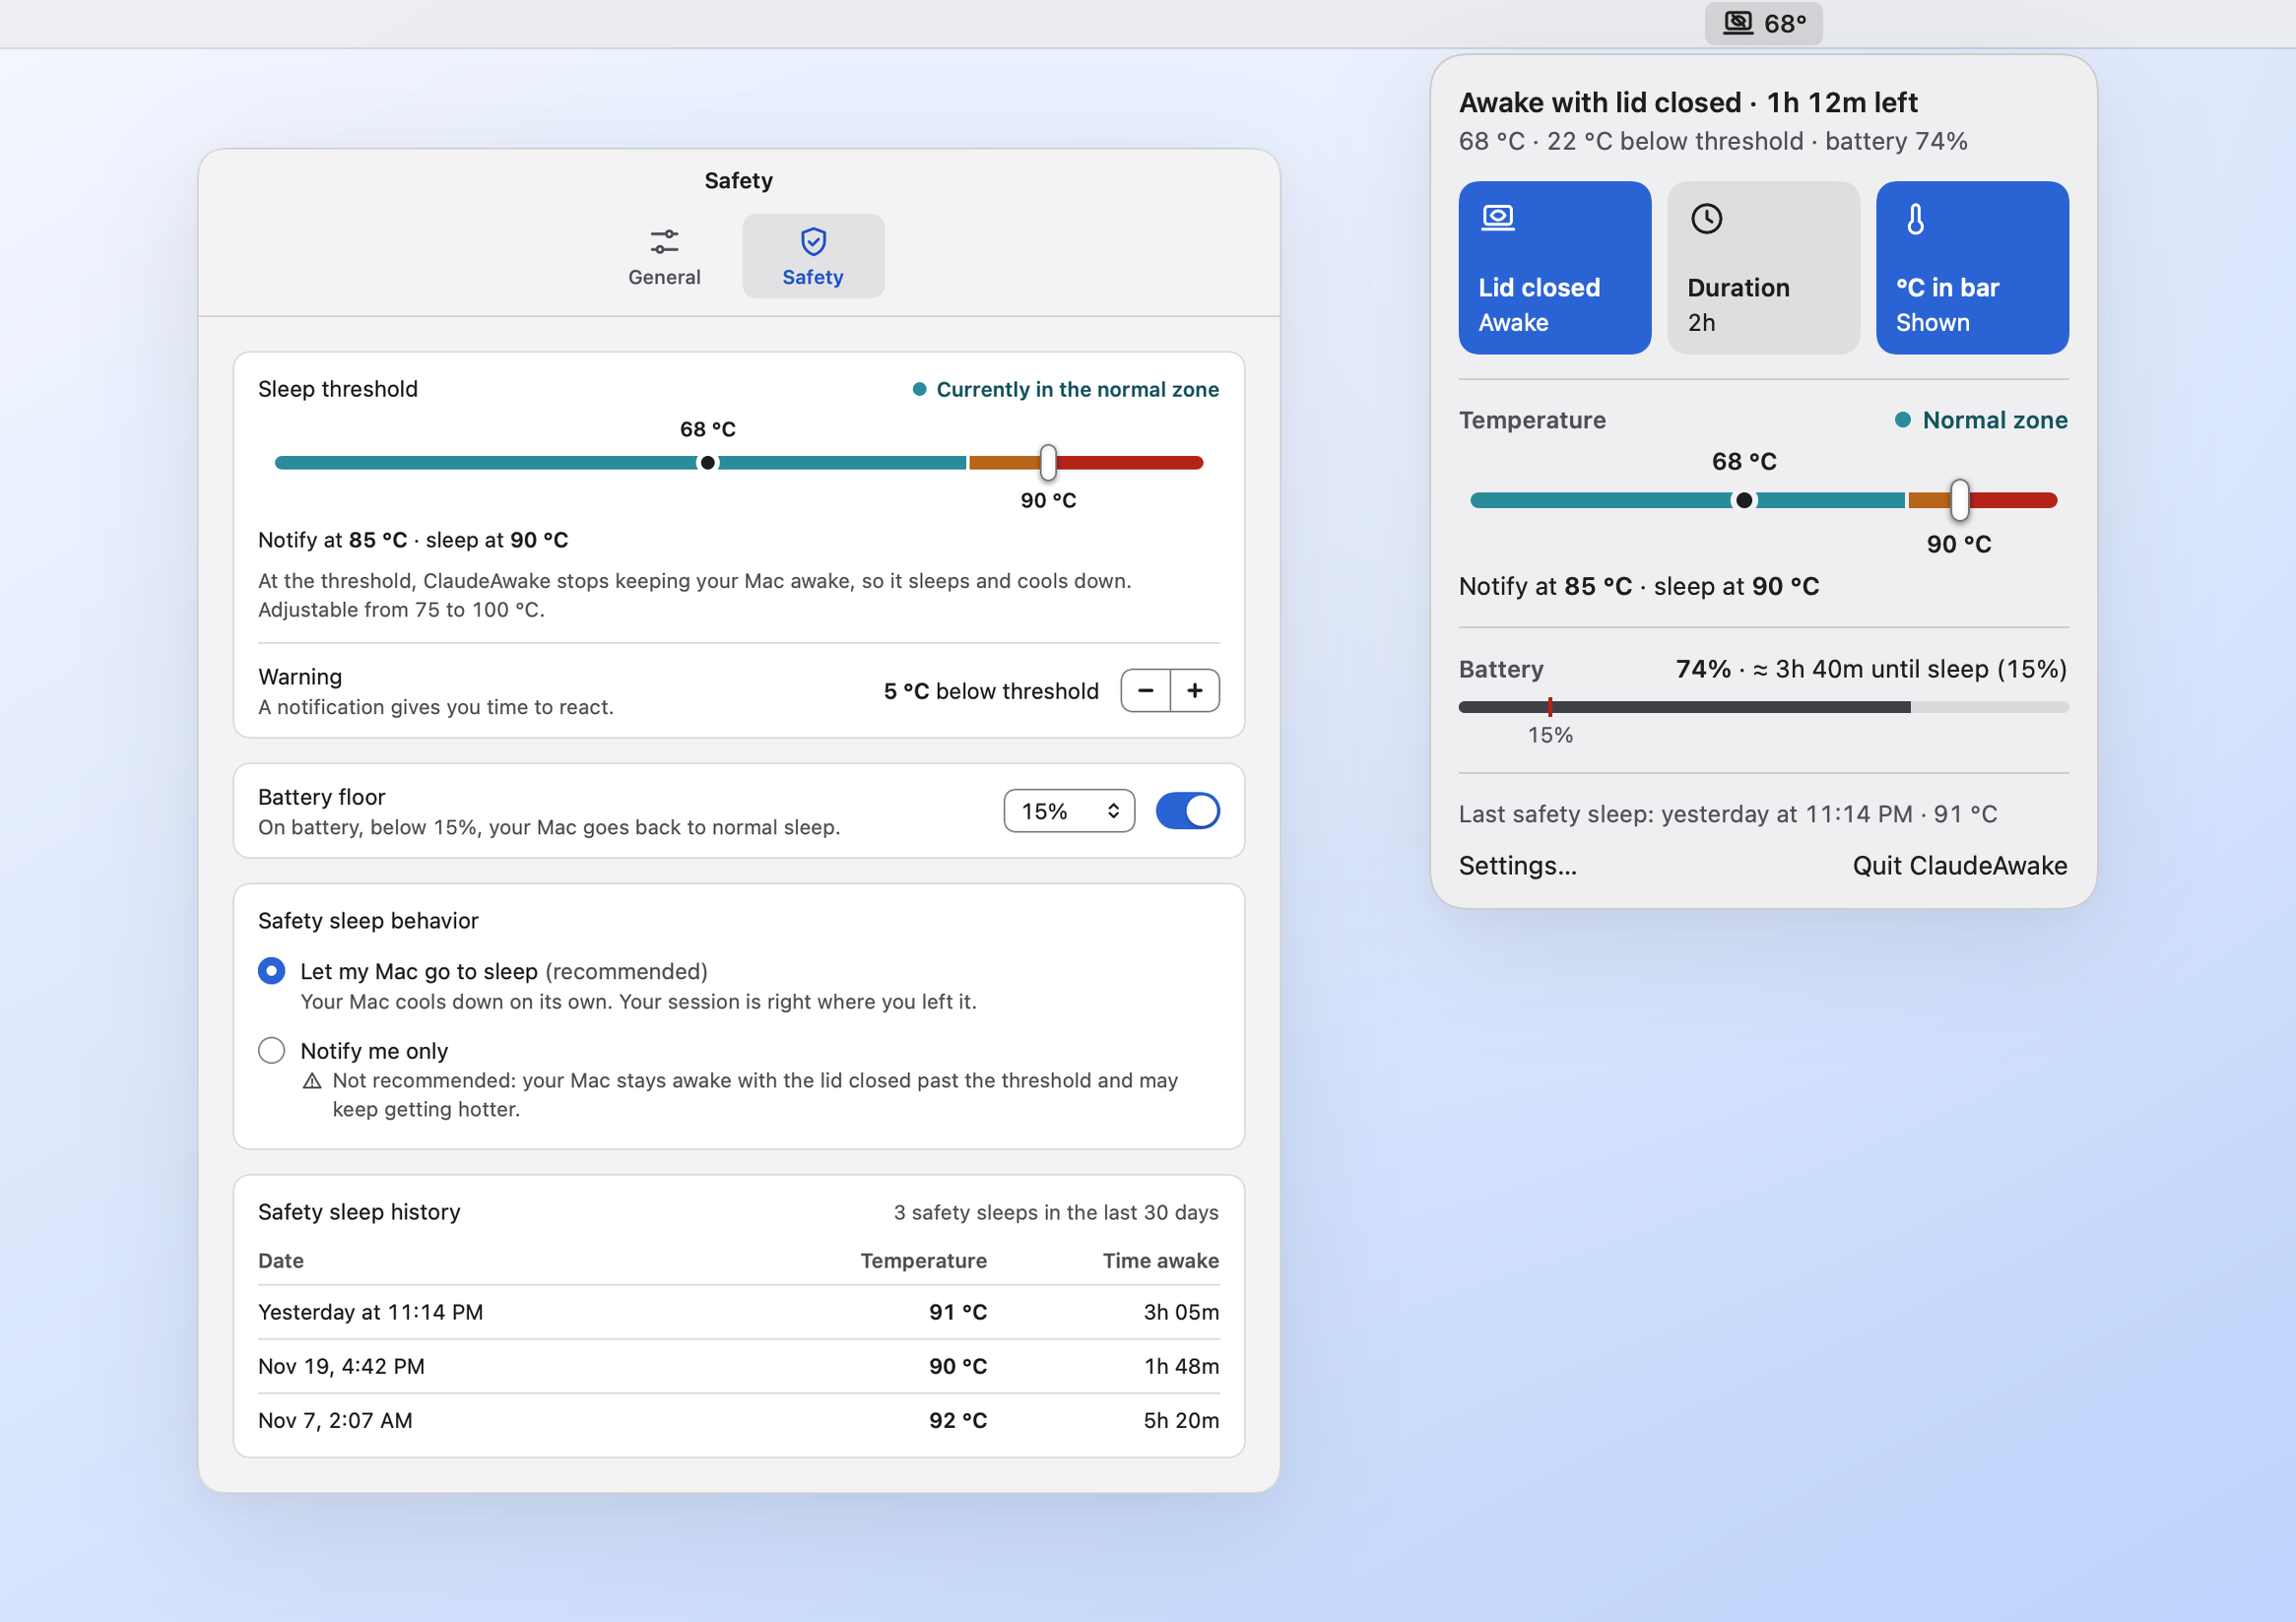 68°
Safety
General
Safety
Sleep threshold
Currently in the normal zone
68 °C
90 °C
Notify at 85 °C · sleep at 90 °C
At the threshold, ClaudeAwake stops keeping your Mac awake, so it sleeps and cools down.
Adjustable from 75 to 100 °C.
Warning
A notification gives you time to react.
5 °C below threshold
Battery floor
On battery, below 15%, your Mac goes back to normal sleep.
15%
Safety sleep behavior
Let my Mac go to sleep (recommended)
Your Mac cools down on its own. Your session is right where you left it.
Notify me only
Not recommended: your Mac stays awake with the lid closed past the threshold and may
keep getting hotter.
Safety sleep history
3 safety sleeps in the last 30 days
Date Temperature Time awake
Yesterday at 11:14 PM 91 °C 3h 05m
Nov 19, 4:42 PM 90 °C 1h 48m
Nov 7, 2:07 AM 92 °C 5h 20m
Awake with lid closed · 1h 12m left
68 °C · 22 °C below threshold · battery 74%
Lid closed
Awake
Duration
2h
°C in bar
Shown
Temperature
Normal zone
68 °C
90 °C
Notify at 85 °C · sleep at 90 °C
Battery
74% · ≈ 3h 40m until sleep (15%)
15%
Last safety sleep: yesterday at 11:14 PM · 91 °C
Settings...
Quit ClaudeAwake